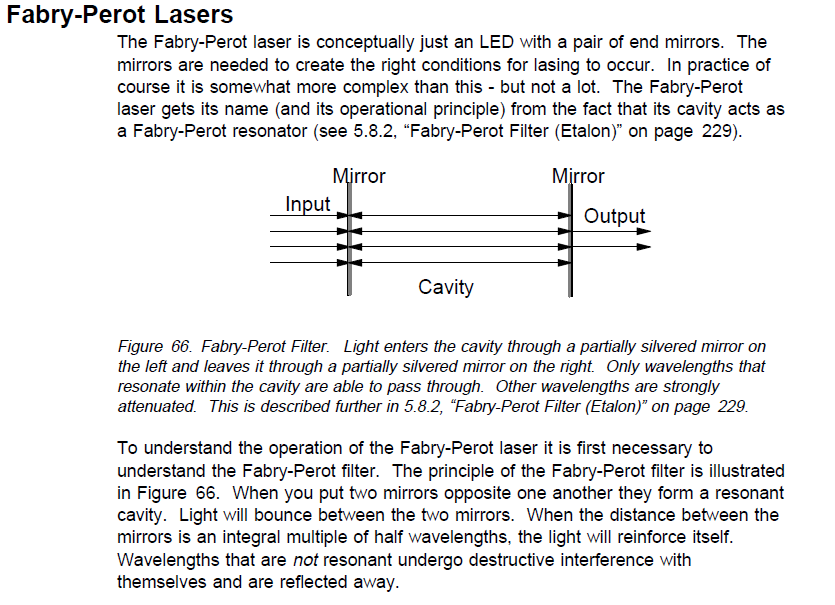 Fabry-Perot Lasers
The Fabry-Perot laser is conceptually just an LED with a pair of end mirrors. The
mirrors are needed to create the right conditions for lasing to occur. In practice of
course it is somewhat more complex than this - but not a lot. The Fabry-Perot
laser gets its name (and its operational principle) from the fact that its cavity acts as
a Fabry-Perot resonator (see 5.8.2, “Fabry-Perot Filter (Etalon)” on page 229).
Mirror
Mirror
Input
Output
Cavity
Figure 66. Fabry-Perot Filter. Light enters the cavity through a partially silvered mirror on
the left and leaves it through a partially silvered mirror on the right. Only wavelengths that
resonate within the cavity are able to pass through. Other wavelengths are strongly
attenuated. This is described further in 5.8.2, “Fabry-Perot Filter (Etalon)” on page 229.
To understand the operation of the Fabry-Perot laser it is first necessary to
understand the Fabry-Perot filter. The principle of the Fabry-Perot filter is illustrated
in Figure 66. When you put two mirrors opposite one another they form a resonant
cavity. Light will bounce between the two mirrors. When the distance between the
mirrors is an integral multiple of half wavelengths, the light will reinforce itself.
Wavelengths that are not resonant undergo destructive interference with
themselves and are reflected away.